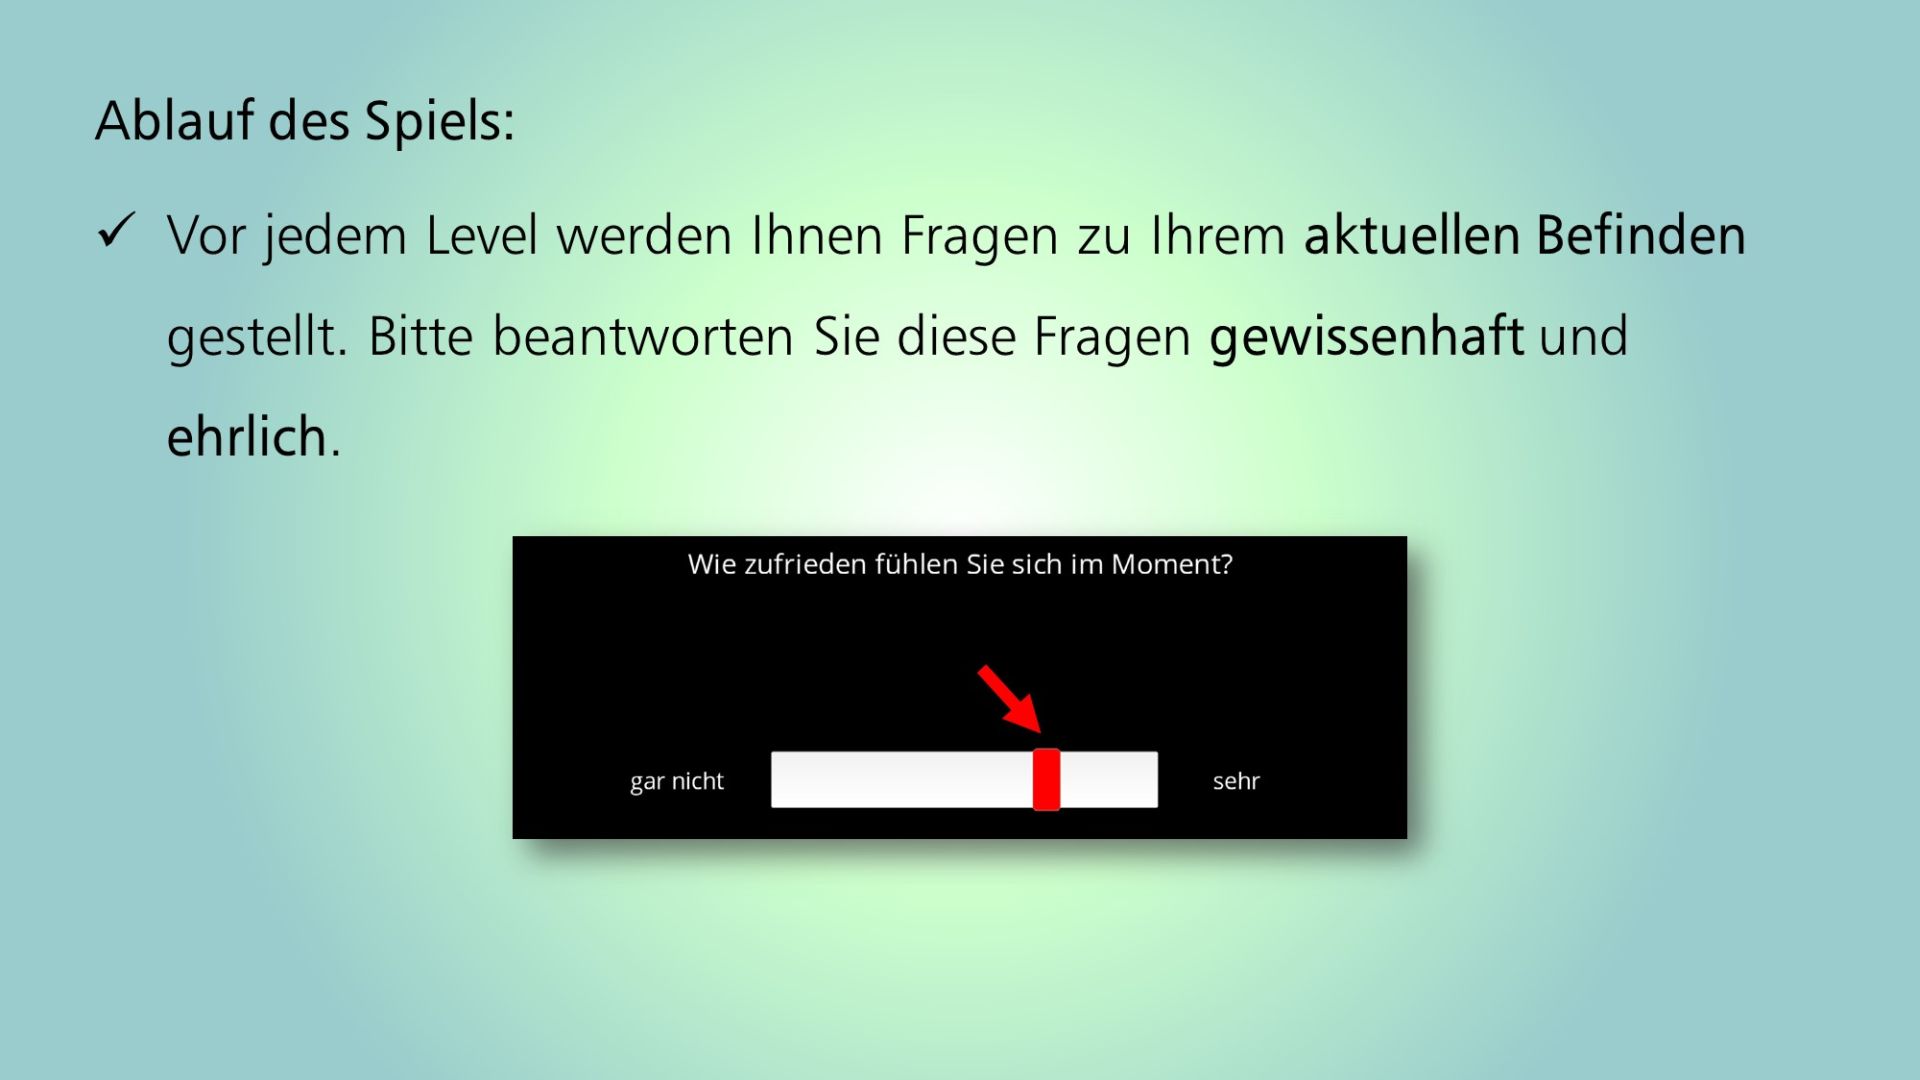 Ablauf des Spiels:
✓ Vor jedem Level werden Ihnen Fragen zu Ihrem aktuellen Befinden
gestellt. Bitte beantworten Sie diese Fragen gewissenhaft und
ehrlich.
Wie zufrieden fühlen Sie sich im Moment?
gar nicht sehr